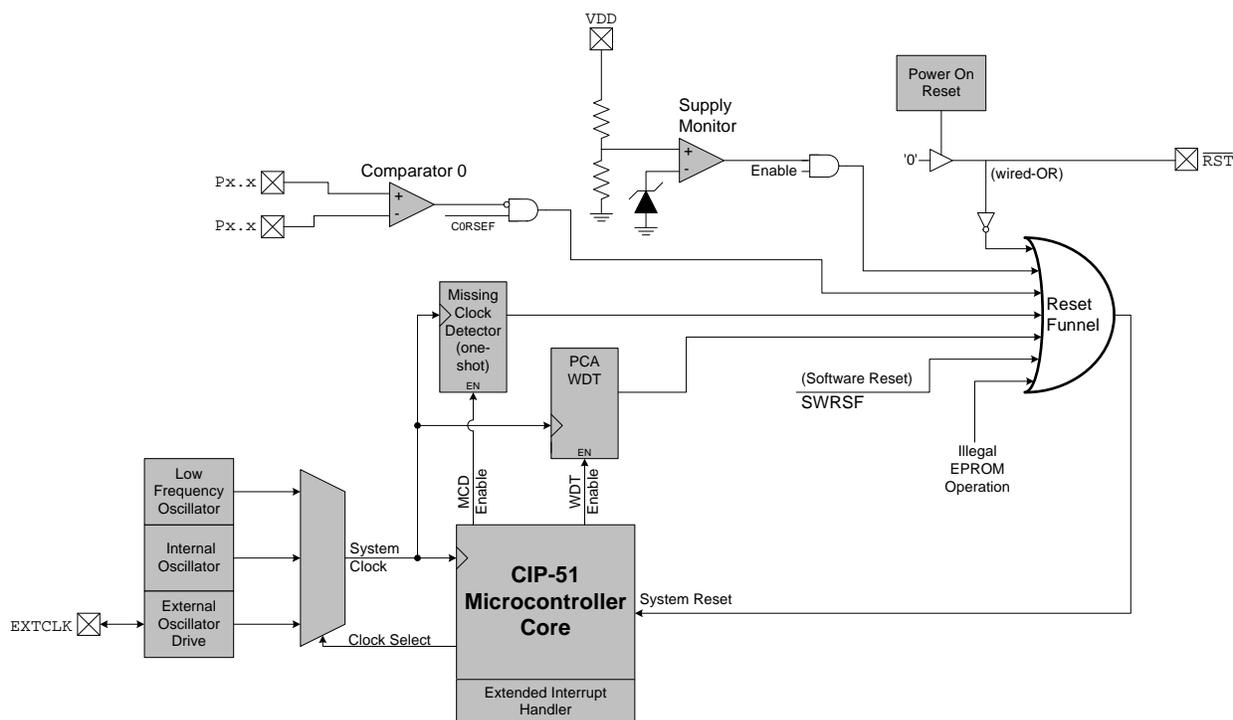 VDD
Power On
Reset
Supply
Monitor
+
-
Enable
'0'
RST
(wired-OR)
Comparator 0
Px.x
Px.x
+
-
C0RSEF
Missing
Clock
Detector
(one-
shot)
EN
PCA
WDT
EN
Reset
Funnel
(Software Reset)
SWRSF
Illegal
EPROM
Operation
MCD
Enable
WDT
Enable
Low
Frequency
Oscillator
Internal
Oscillator
External
Oscillator
Drive
EXTCLK
System
Clock
Clock Select
CIP-51
Microcontroller
Core
System Reset
Extended Interrupt
Handler